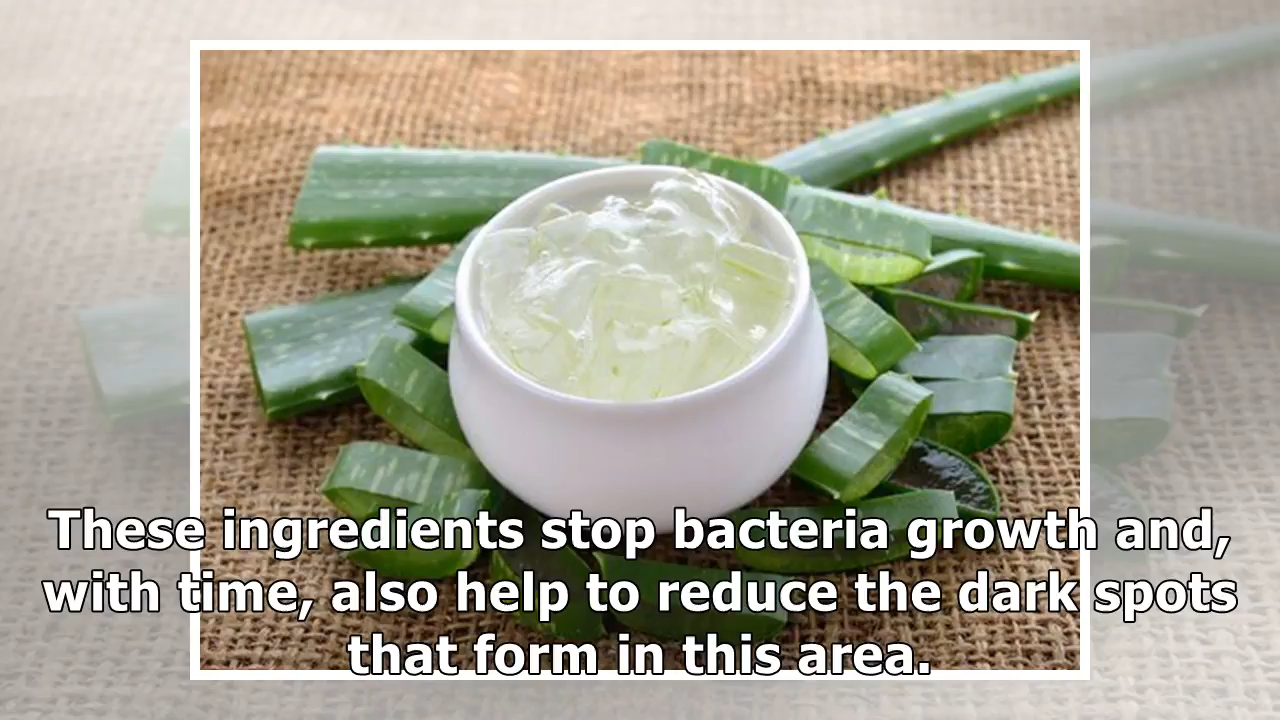 These ingredients stop bacteria growth and,
with time, also help to reduce the dark spots
that form in this area.